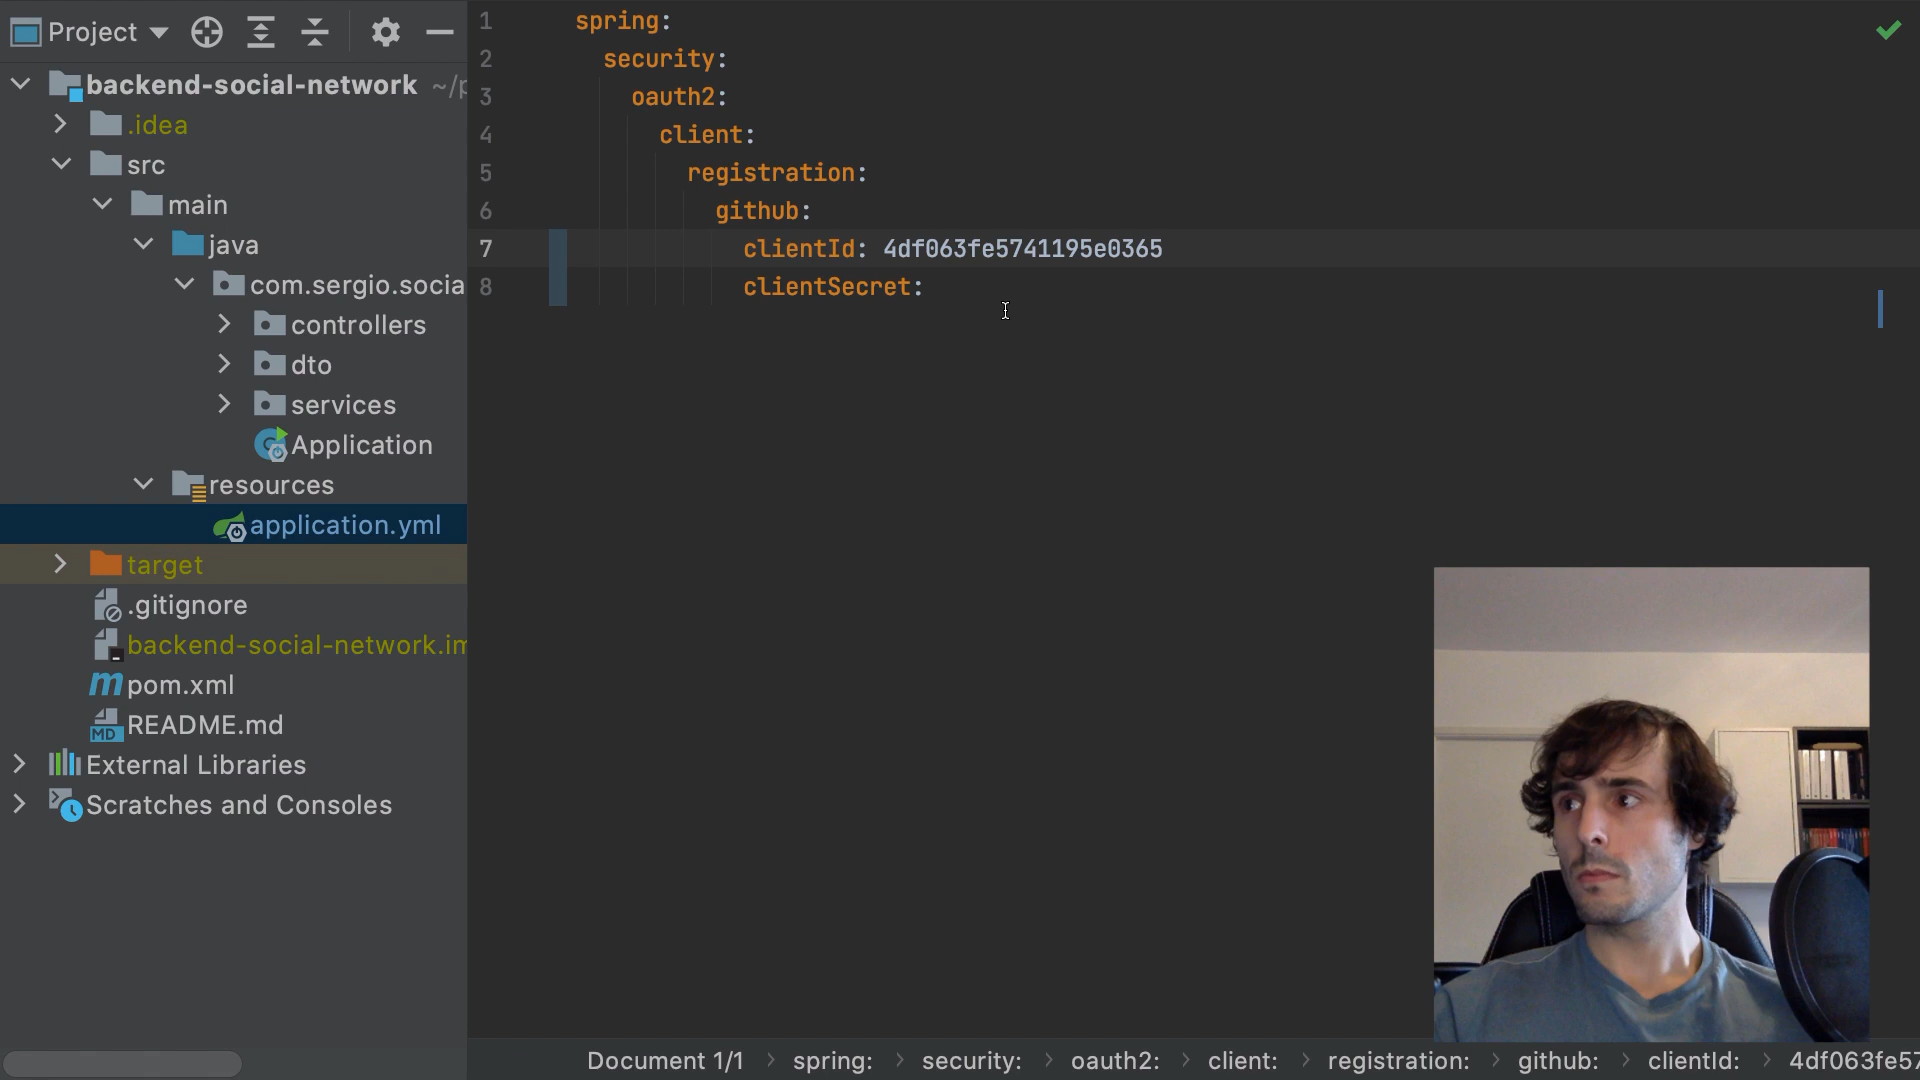 Project
backend-social-network ~/p
.idea
src
main
java
com.sergio.socia
controllers
dto
services
Application
resources
application.yml
target
.gitignore
backend-social-network.im
pom.xml
MD README.md
External Libraries
Scratches and Consoles
1 spring:
2 security:
3 oauth2:
4 client:
5 registration:
6 github:
7 clientId: 4df063fe5741195e0365
8 clientSecret:
Document 1/1 > spring: > security: > oauth2: > client: > registration: > github: > clientId: > 4df063fe57